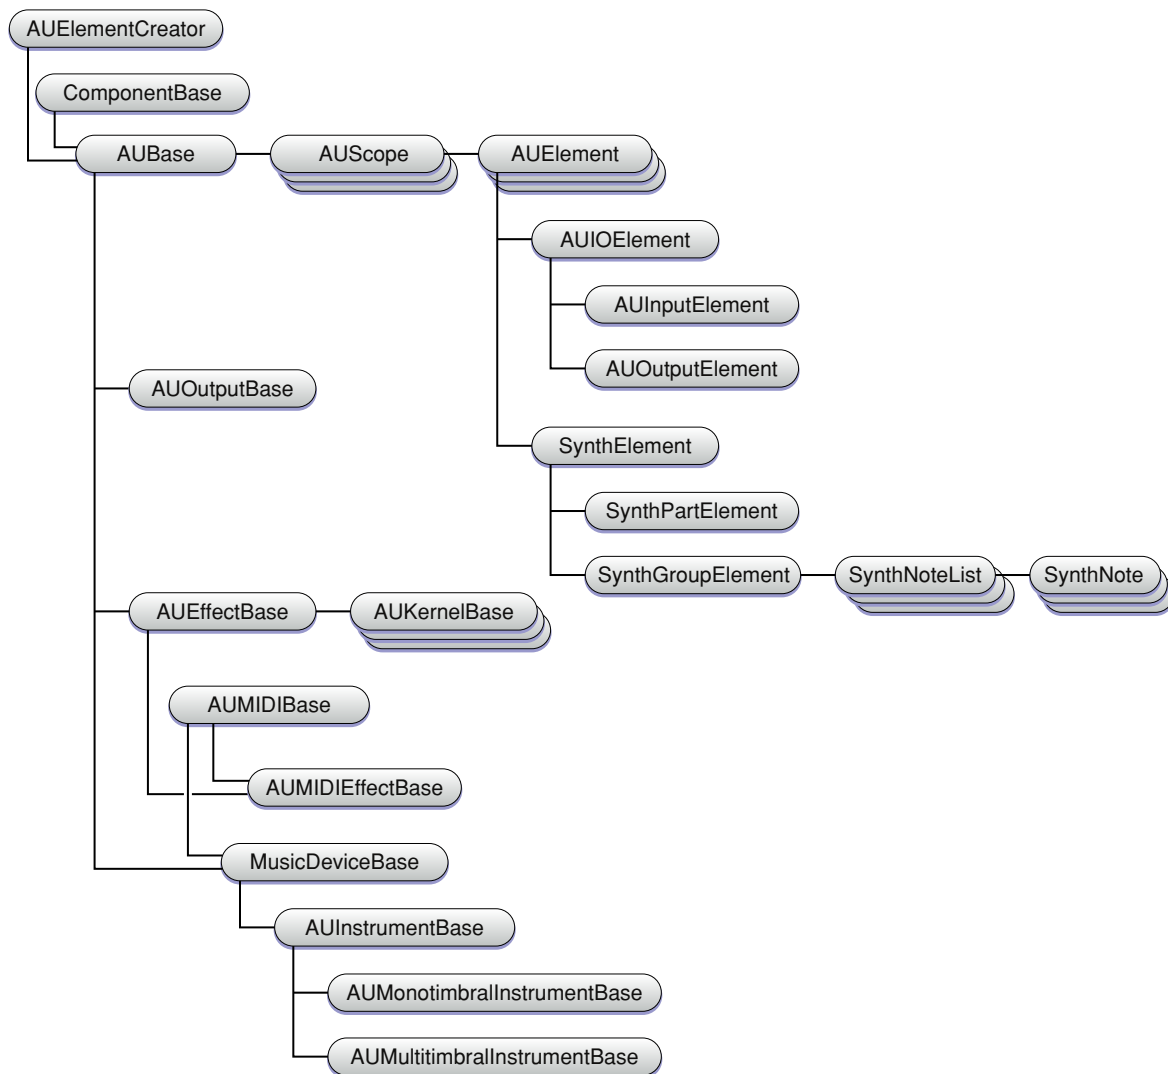 AUElementCreator
ComponentBase
AUBase
AUScope
AUElement
AUIOElement
AUInputElement
AUOutputElement
AUOutputBase
SynthElement
SynthPartElement
SynthGroupElement
SynthNoteList
SynthNote
AUEffectBase
AUKernelBase
AUMIDIBase
AUMIDIEffectBase
MusicDeviceBase
AUInstrumentBase
AUMonotimbralInstrumentBase
AUMultitimbralInstrumentBase